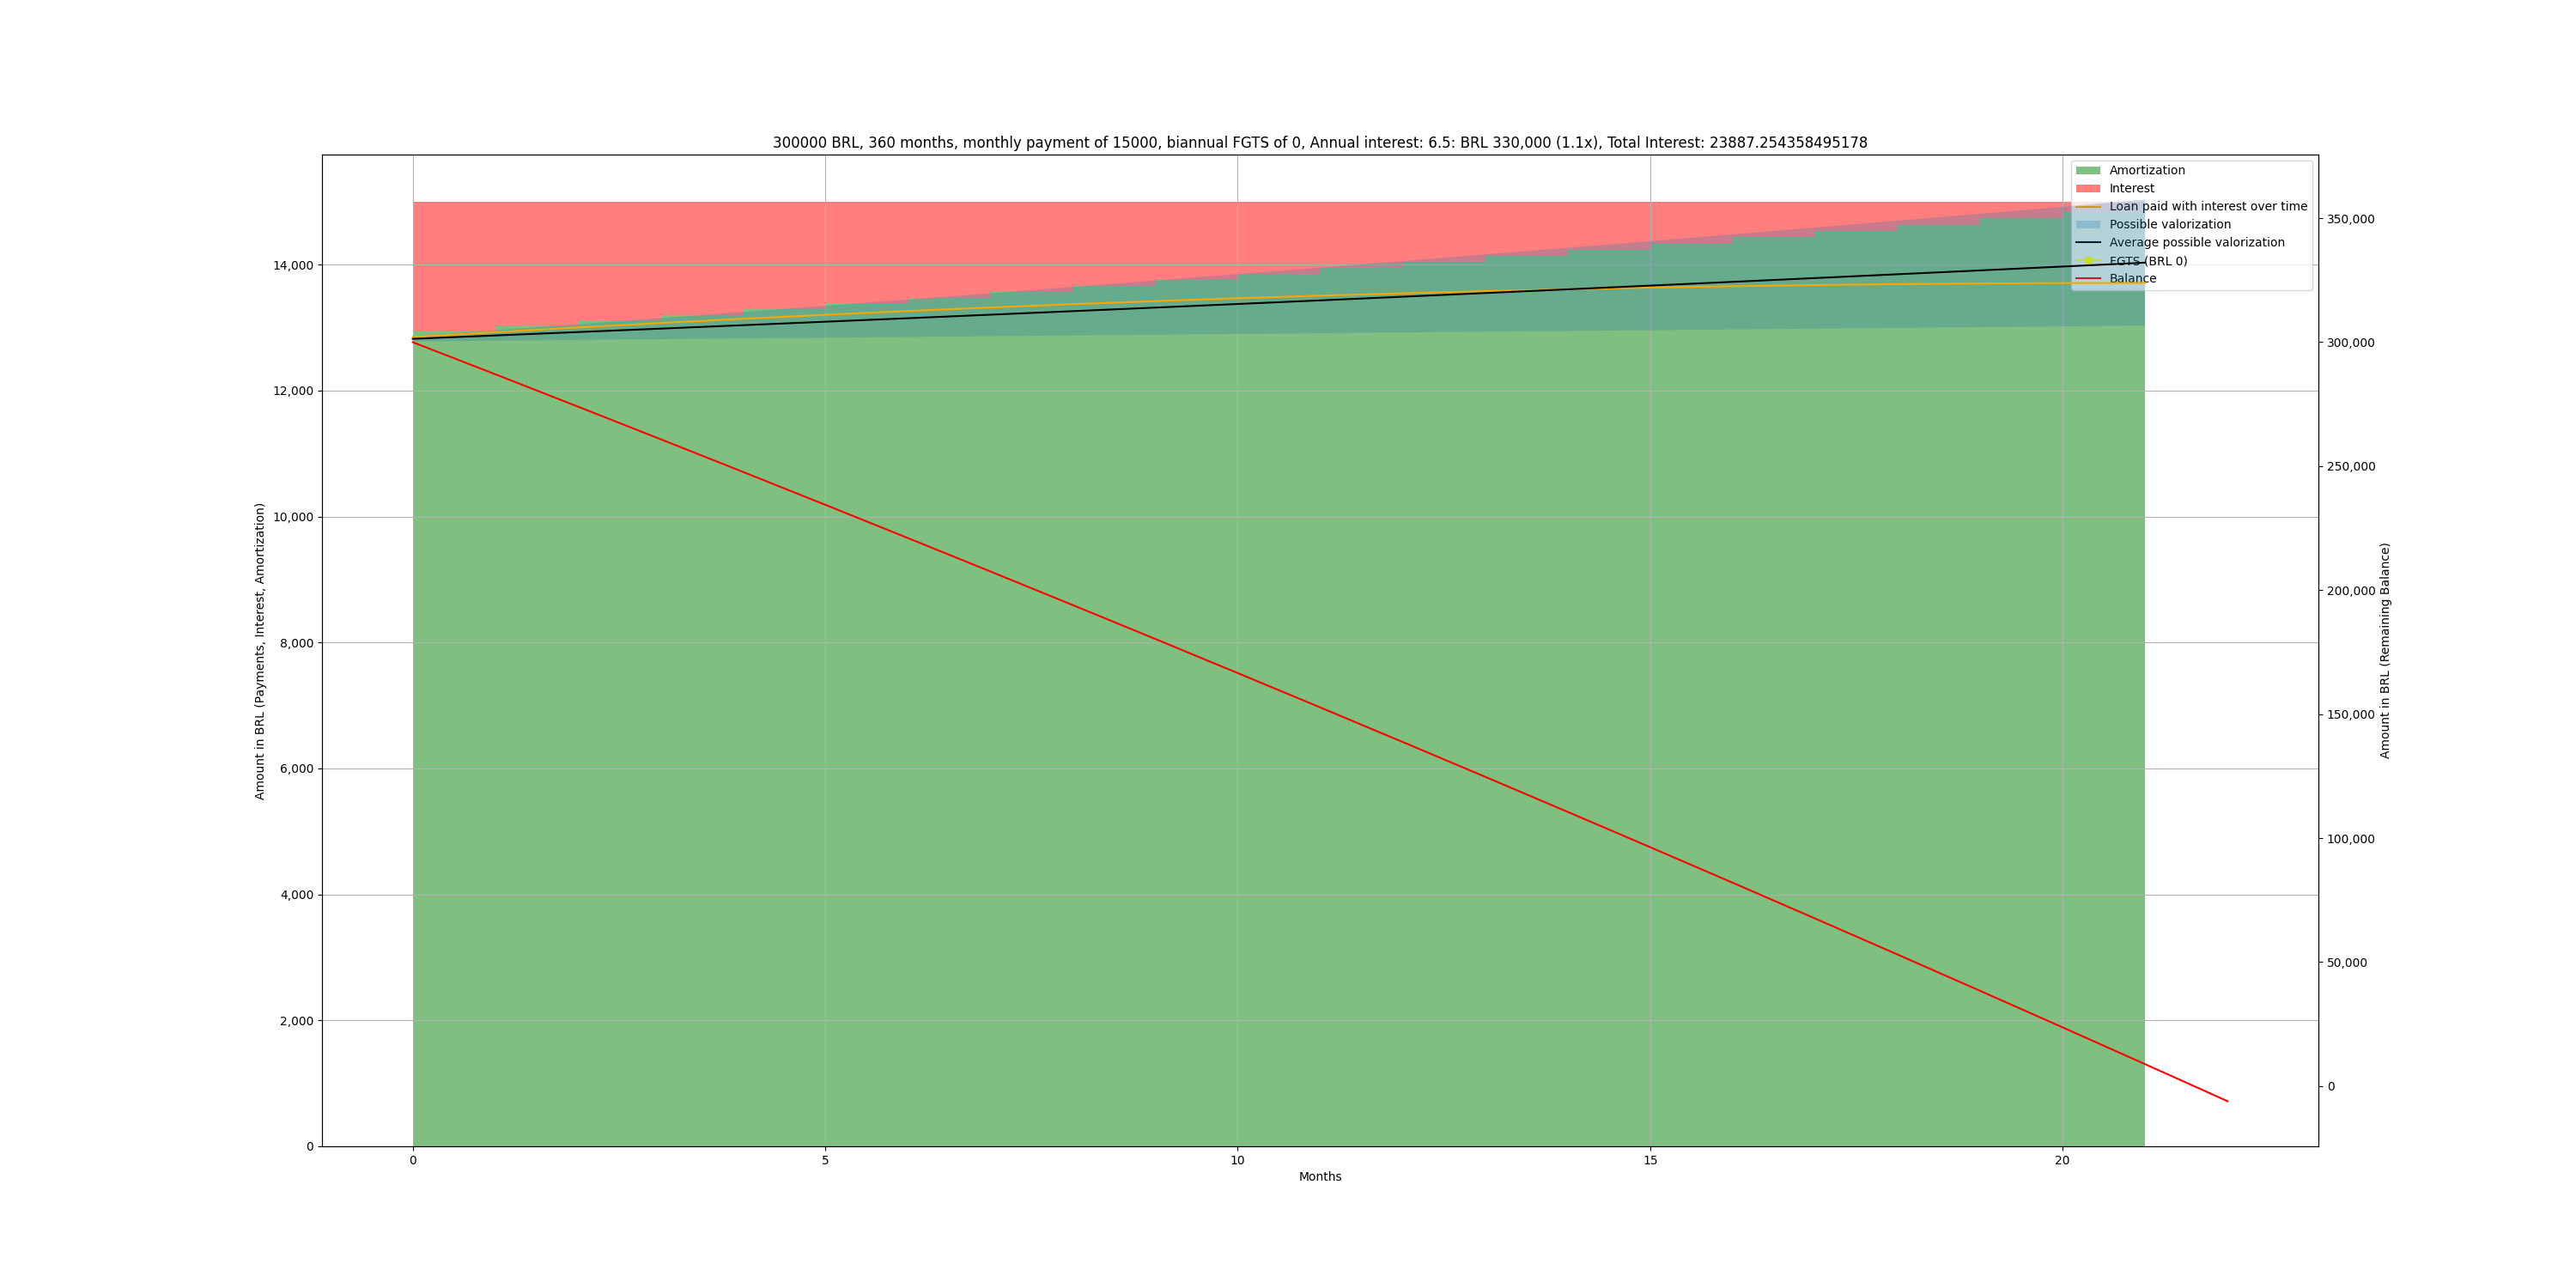 300000 BRL, 360 months, monthly payment of 15000, biannual FGTS of 0, Annual interest: 6.5: BRL 330,000 (1.1x), Total Interest: 23887.254358495178
Amortization
Interest
Loan paid with interest over time
Possible valorization
Average possible valorization
FGTS (BRL 0)
Balance
Amount in BRL (Payments, Interest, Amortization)
14,000
12,000
10,000
8,000
6,000
4,000
2,000
0
350,000
300,000
250,000
200,000
150,000
100,000
50,000
0
Amount in BRL (Remaining Balance)
0 5 10 15 20
Months